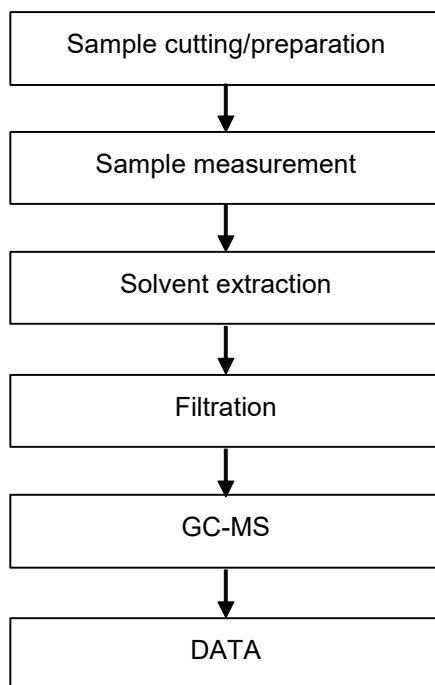 Sample cutting/preparation
Sample measurement
Solvent extraction
Filtration
GC-MS
DATA